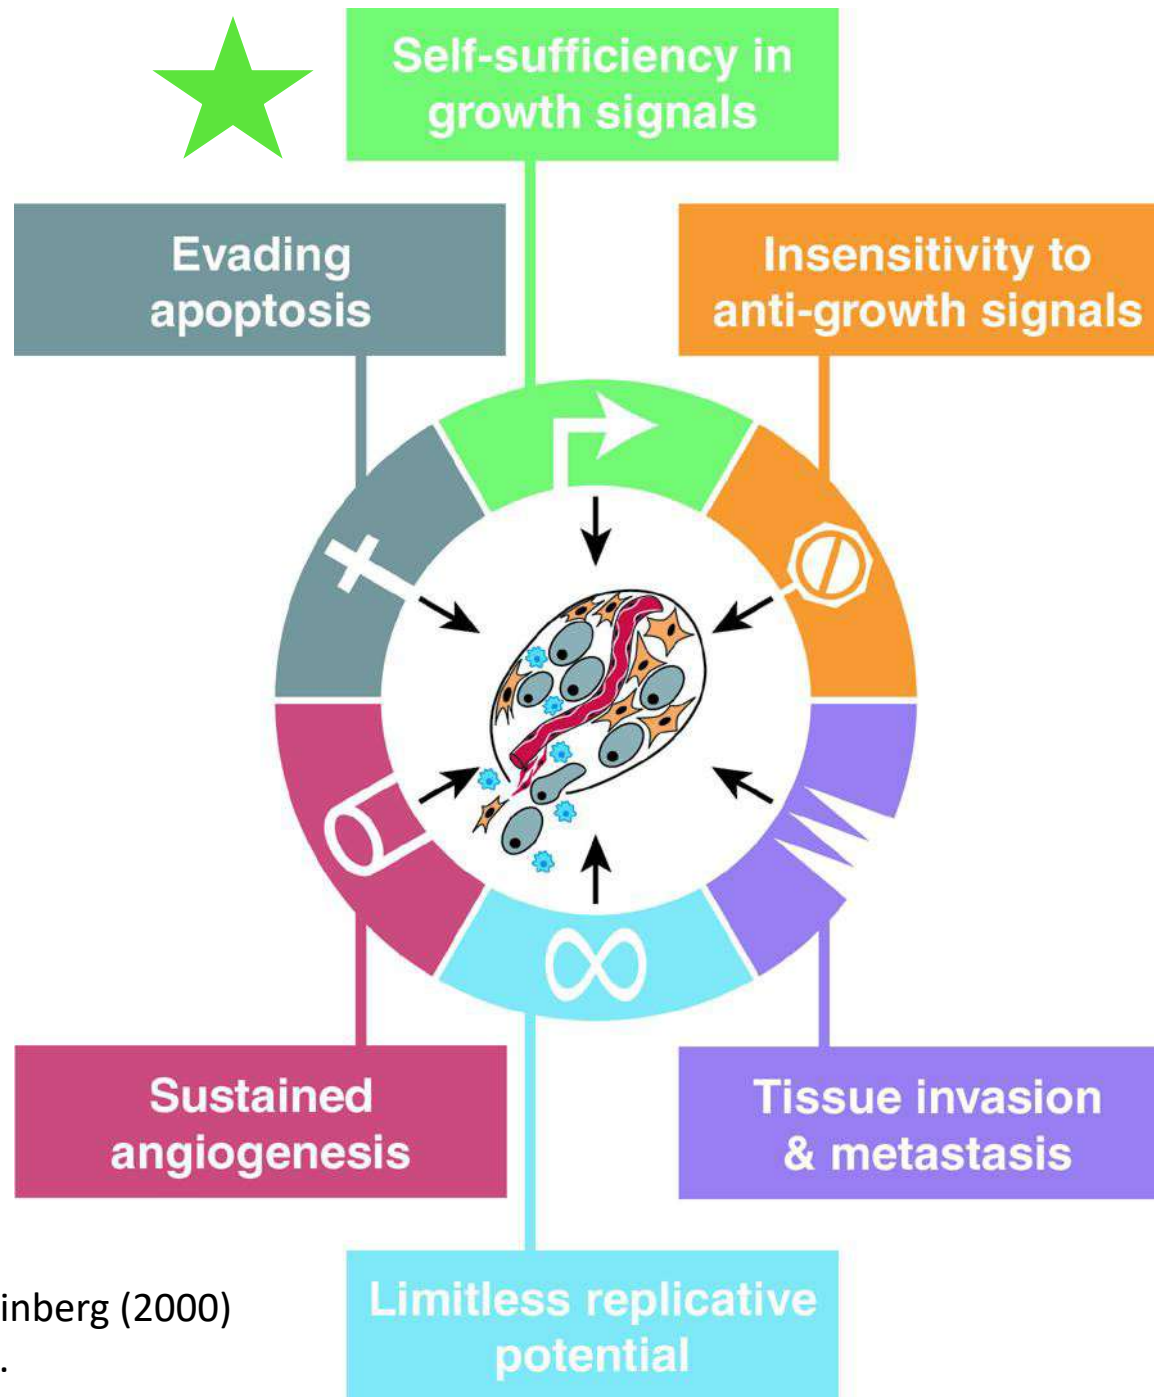 Self-sufficiency in
growth signals
Evading
apoptosis
Insensitivity to
anti-growth signals
Sustained
angiogenesis
Tissue invasion
& metastasis
Limitless replicative
potential
inberg (2000)
.